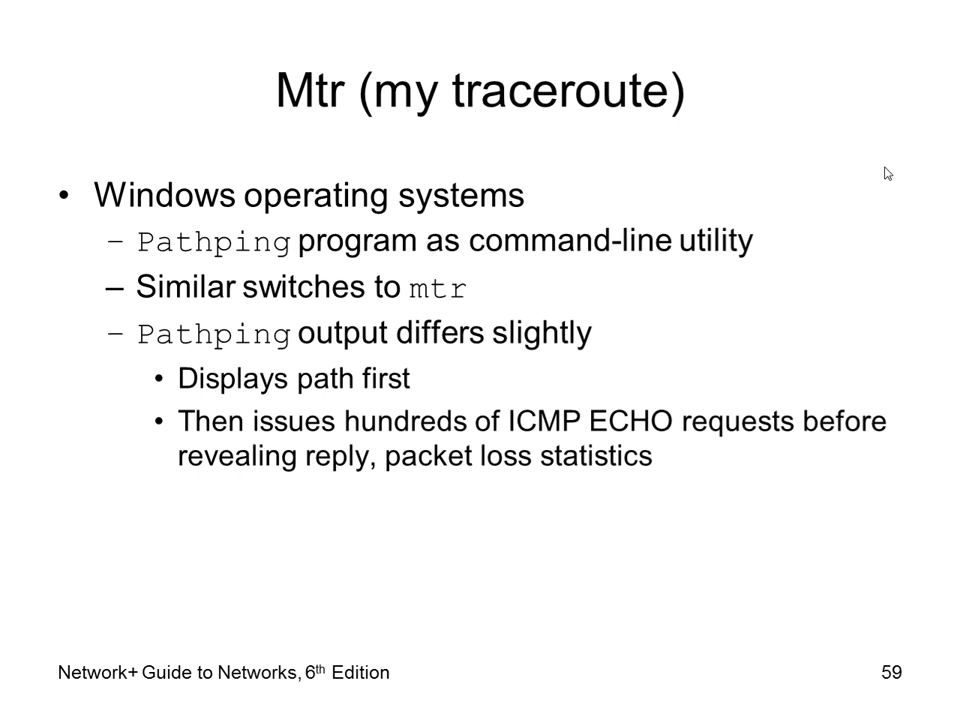 Mtr (my traceroute)
• Windows operating systems
– Pathping program as command-line utility
– Similar switches to mtr
– Pathping output differs slightly
• Displays path first
• Then issues hundreds of ICMP ECHO requests before
revealing reply, packet loss statistics
Network+ Guide to Networks, 6th Edition
59